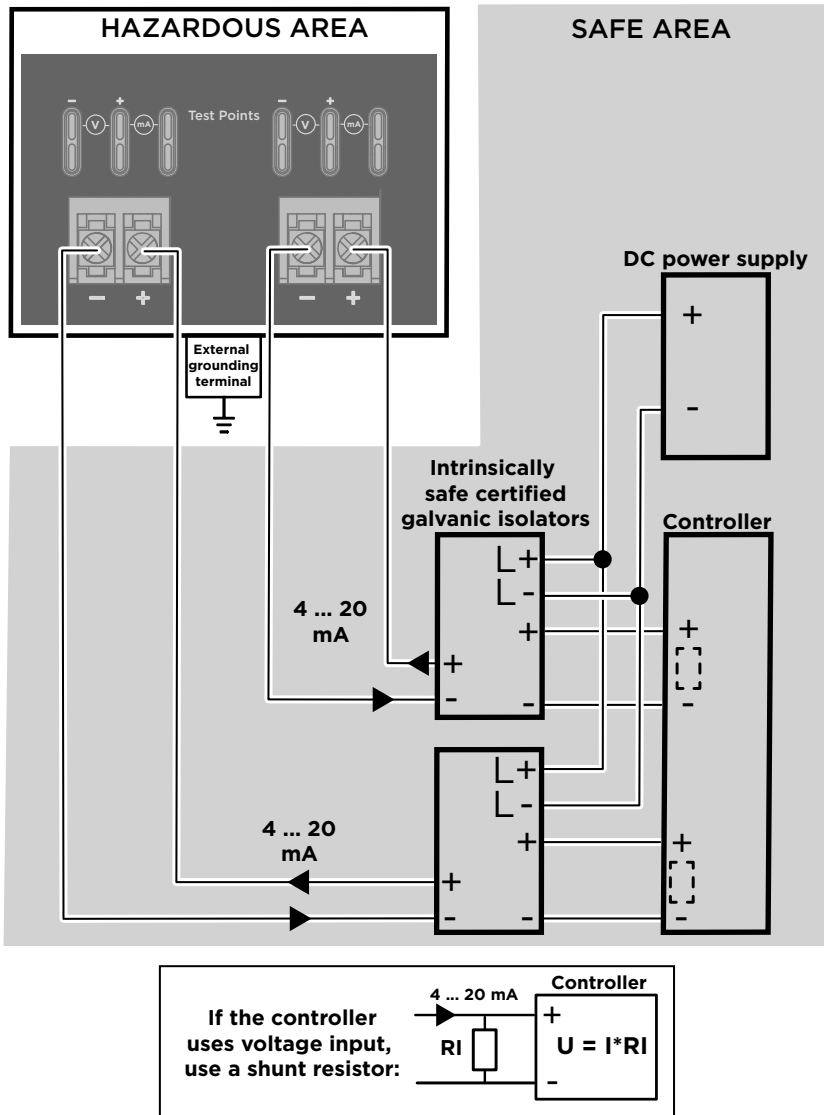 HAZARDOUS AREA
SAFE AREA
- + - +
V mA Test Points V mA
- + - +
External
grounding
terminal
DC power supply
+
-
Intrinsically
safe certified
galvanic isolators
Controller
L+
L-
+ +
4 ... 20
mA
+
- - -
L+
L-
+ +
4 ... 20
mA
+
- - -
If the controller
uses voltage input,
use a shunt resistor:
4 ... 20 mA
RI
Controller
+
U = I*RI
-